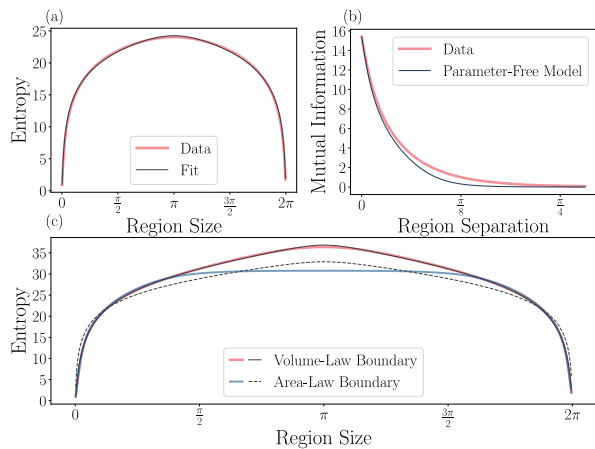 (a)
25
20
15
10
5
0
Entropy
Data
Fit
0
π/2
π
3π/2
2π
Region Size
(b)
16
14
12
10
8
6
4
2
0
Mutual Information
Data
Parameter-Free Model
0
π/8
π/4
Region Separation
(c)
35
30
25
20
15
10
5
0
Entropy
Volume-Law Boundary
Area-Law Boundary
0
π/2
π
3π/2
2π
Region Size